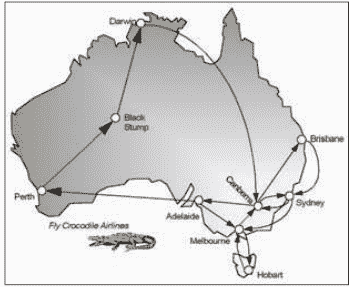 Darwin
Black
Stump
Brisbane
Perth
Canberra
Sydney
Adelaide
Fly Crocodile Airlines
Melbourne
Hobart